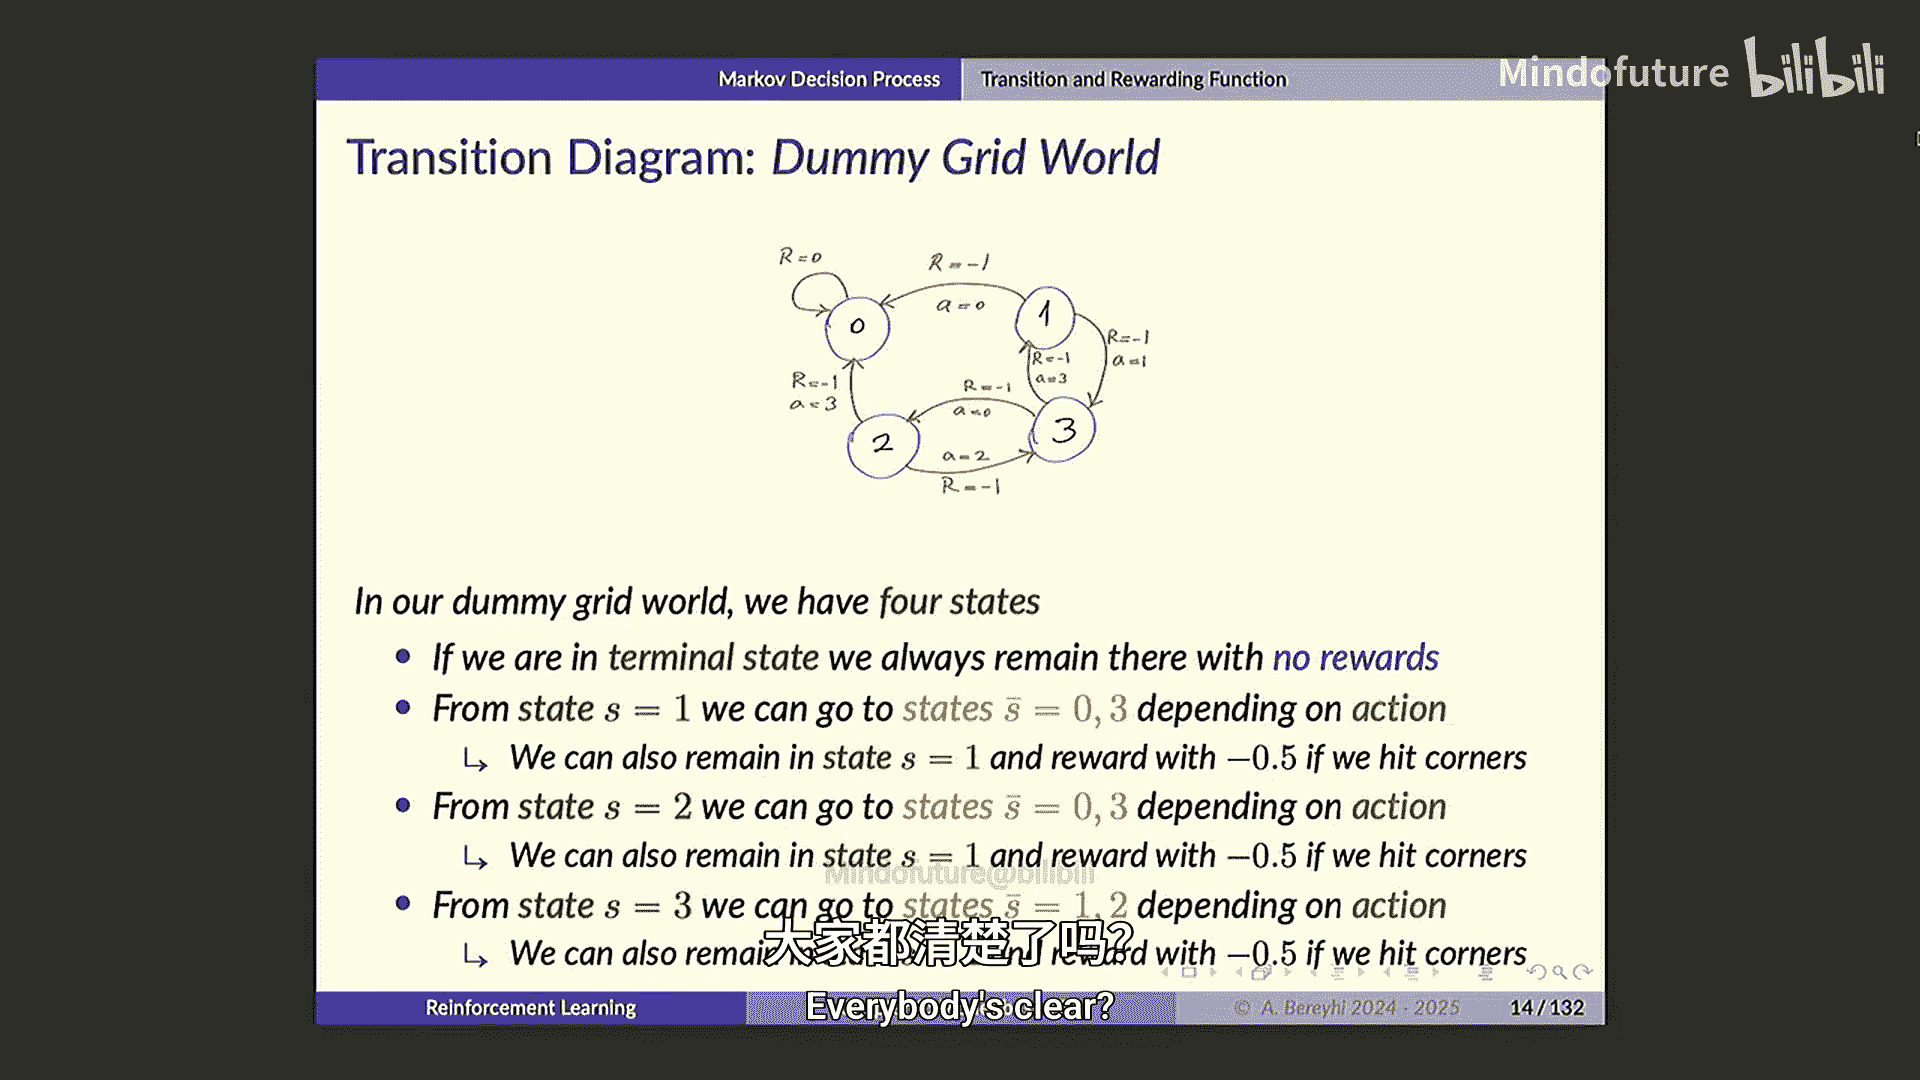 Mindofuture bilibili
Markov Decision Process Transition and Rewarding Function
Transition Diagram: Dummy Grid World
R=0
R=-1
a=0
0
1
R=-1
a=1
R=-1
a=3
R=-1
a=3
R=-1
a=0
2
3
a=2
R=-1
In our dummy grid world, we have four states
• If we are in terminal state we always remain there with no rewards
• From state s = 1 we can go to states s̄ = 0, 3 depending on action
↳ We can also remain in state s = 1 and reward with −0.5 if we hit corners
• From state s = 2 we can go to states s̄ = 0, 3 depending on action
↳ We can also remain in state s = 1 and reward with −0.5 if we hit corners
Mindofuture@bilibili
• From state s = 3 we can go to states s̄ = 1, 2 depending on action
↳ We can also remain reward with −0.5 if we hit corners
大家都清楚了吗?
Everybody's clear?
Reinforcement Learning © A. Bereyhi 2024 - 2025 14 / 132